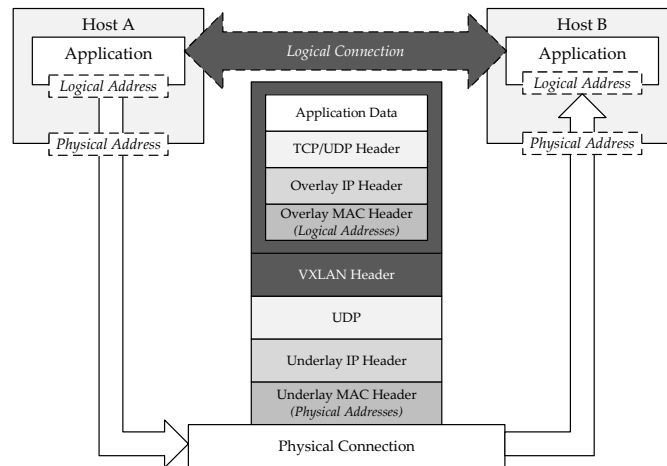 Host A
Host B
Application
Logical Connection
Application
Logical Address
Logical Address
Application Data
Physical Address
TCP/UDP Header
Physical Address
Overlay IP Header
Overlay MAC Header
(Logical Addresses)
VXLAN Header
UDP
Underlay IP Header
Underlay MAC Header
(Physical Addresses)
Physical Connection